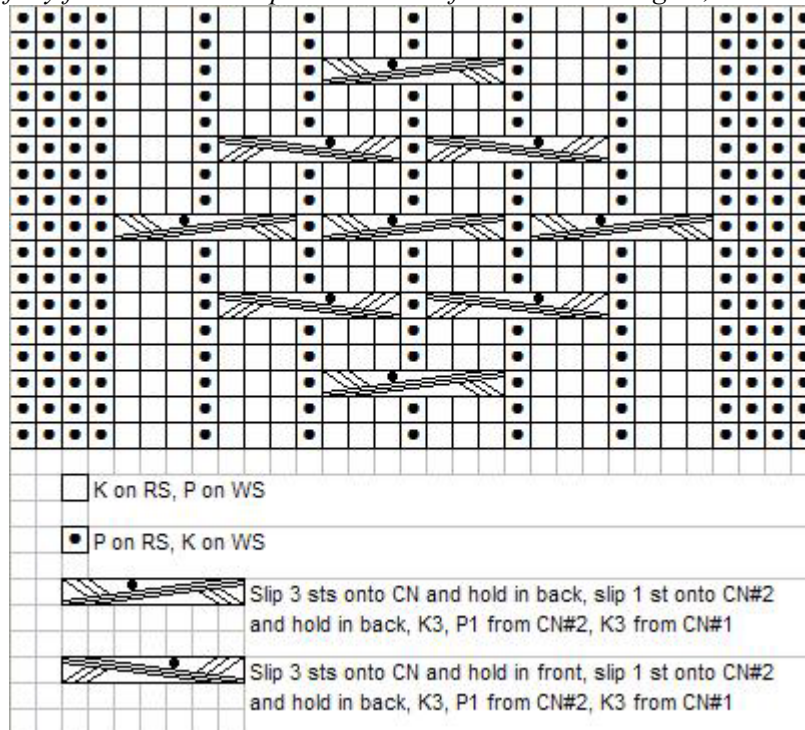 K on RS, P on WS
P on RS, K on WS
Slip 3 sts onto CN and hold in back, slip 1 st onto CN#2
and hold in back, K3, P1 from CN#2, K3 from CN#1
Slip 3 sts onto CN and hold in front, slip 1 st onto CN#2
and hold in back, K3, P1 from CN#2, K3 from CN#1